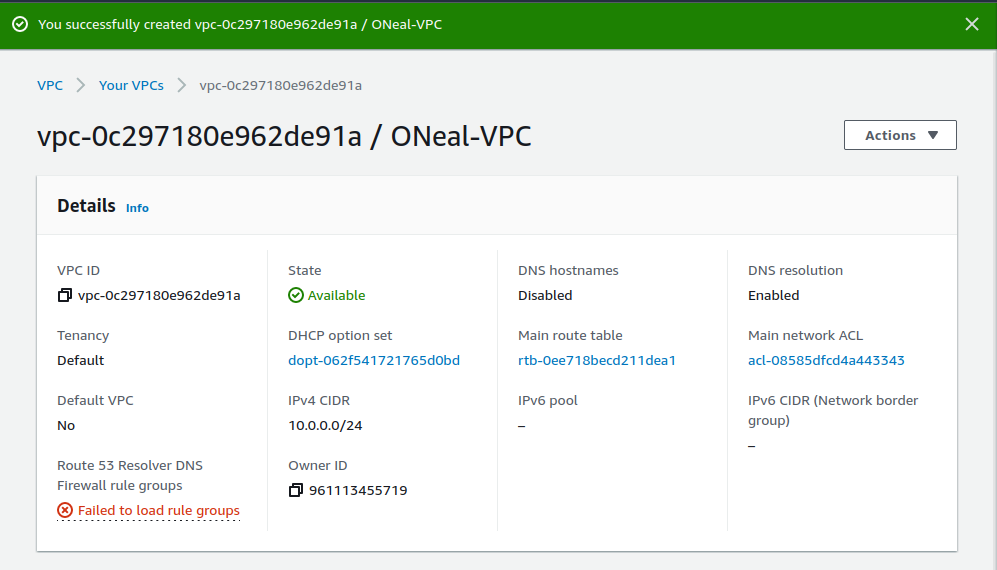 You successfully created vpc-0c297180e962de91a / ONeal-VPC
VPC
Your VPCs
vpc-0c297180e962de91a
vpc-0c297180e962de91a / ONeal-VPC
Actions
Details Info
VPC ID
vpc-0c297180e962de91a
State
Available
DNS hostnames
Disabled
DNS resolution
Enabled
Tenancy
Default
DHCP option set
dopt-062f541721765d0bd
Main route table
rtb-0ee718becd211dea1
Main network ACL
acl-08585dfcd4a443343
Default VPC
No
IPv4 CIDR
10.0.0.0/24
IPv6 pool
–
IPv6 CIDR (Network border
group)
–
Route 53 Resolver DNS
Firewall rule groups
Failed to load rule groups
Owner ID
961113455719